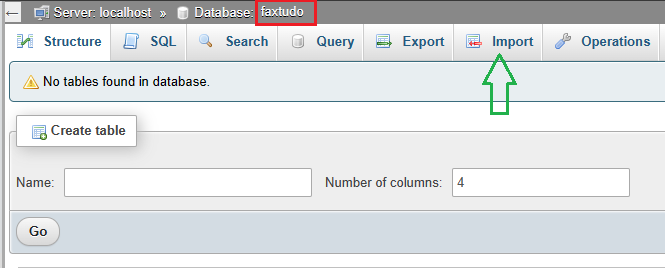 Server: localhost » Database: faxtudo
Structure SQL Search Query Export Import Operations
No tables found in database.
Create table
Name: Number of columns: 4
Go